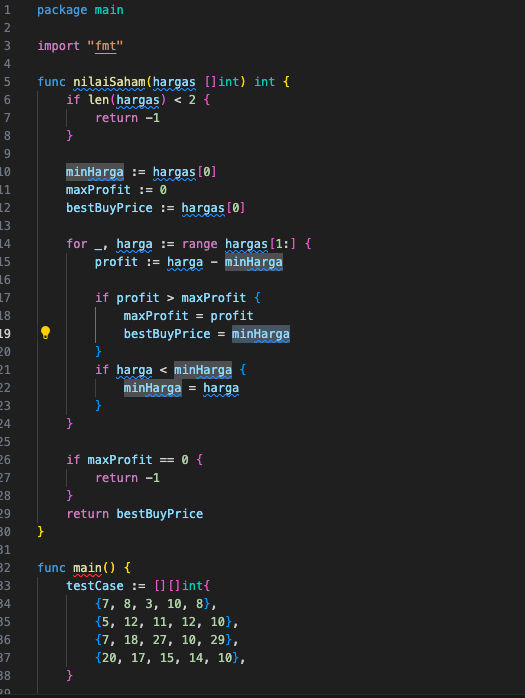 1 package main
2
3 import "fmt"
4
5 func nilaiSaham(hargas []int) int {
6 if len(hargas) < 2 {
7 return -1
8 }
9
10 minHarga := hargas[0]
11 maxProfit := 0
12 bestBuyPrice := hargas[0]
13
14 for _, harga := range hargas[1:] {
15 profit := harga - minHarga
16
17 if profit > maxProfit {
18 maxProfit = profit
19 bestBuyPrice = minHarga
20 }
21 if harga < minHarga {
22 minHarga = harga
23 }
24 }
25
26 if maxProfit == 0 {
27 return -1
28 }
29 return bestBuyPrice
30 }
31
32 func main() {
33 testCase := [][]int{
34 {7, 8, 3, 10, 8},
35 {5, 12, 11, 12, 10},
36 {7, 18, 27, 10, 29},
37 {20, 17, 15, 14, 10},
38 }
39